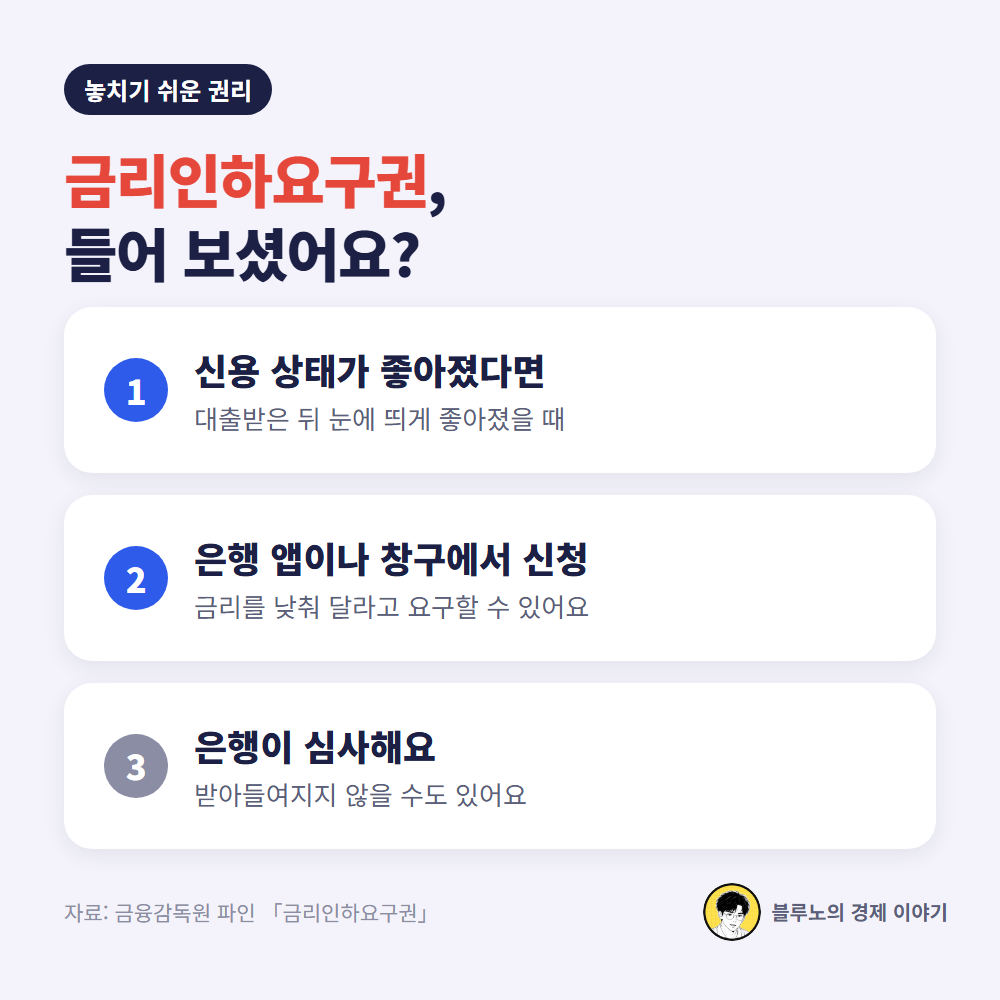 놓치기 쉬운 권리
금리인하요구권,
들어 보셨어요?
1
신용 상태가 좋아졌다면
대출받은 뒤 눈에 띄게 좋아졌을 때
2
은행 앱이나 창구에서 신청
금리를 낮춰 달라고 요구할 수 있어요
3
은행이 심사해요
받아들여지지 않을 수도 있어요
자료: 금융감독원 파인 「금리인하요구권」
블루노의 경제 이야기